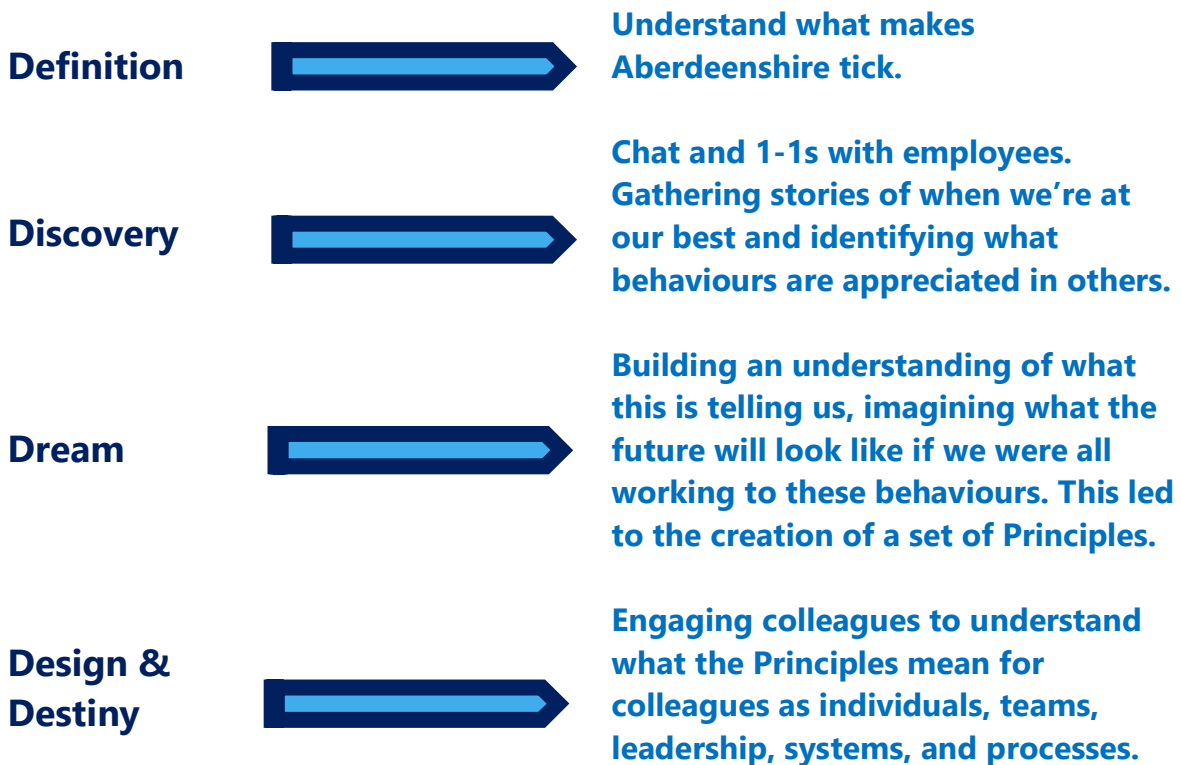 Definition
Understand what makes
Aberdeenshire tick.
Discovery
Chat and 1-1s with employees.
Gathering stories of when we’re at
our best and identifying what
behaviours are appreciated in others.
Dream
Building an understanding of what
this is telling us, imagining what the
future will look like if we were all
working to these behaviours. This led
to the creation of a set of Principles.
Design &
Destiny
Engaging colleagues to understand
what the Principles mean for
colleagues as individuals, teams,
leadership, systems, and processes.